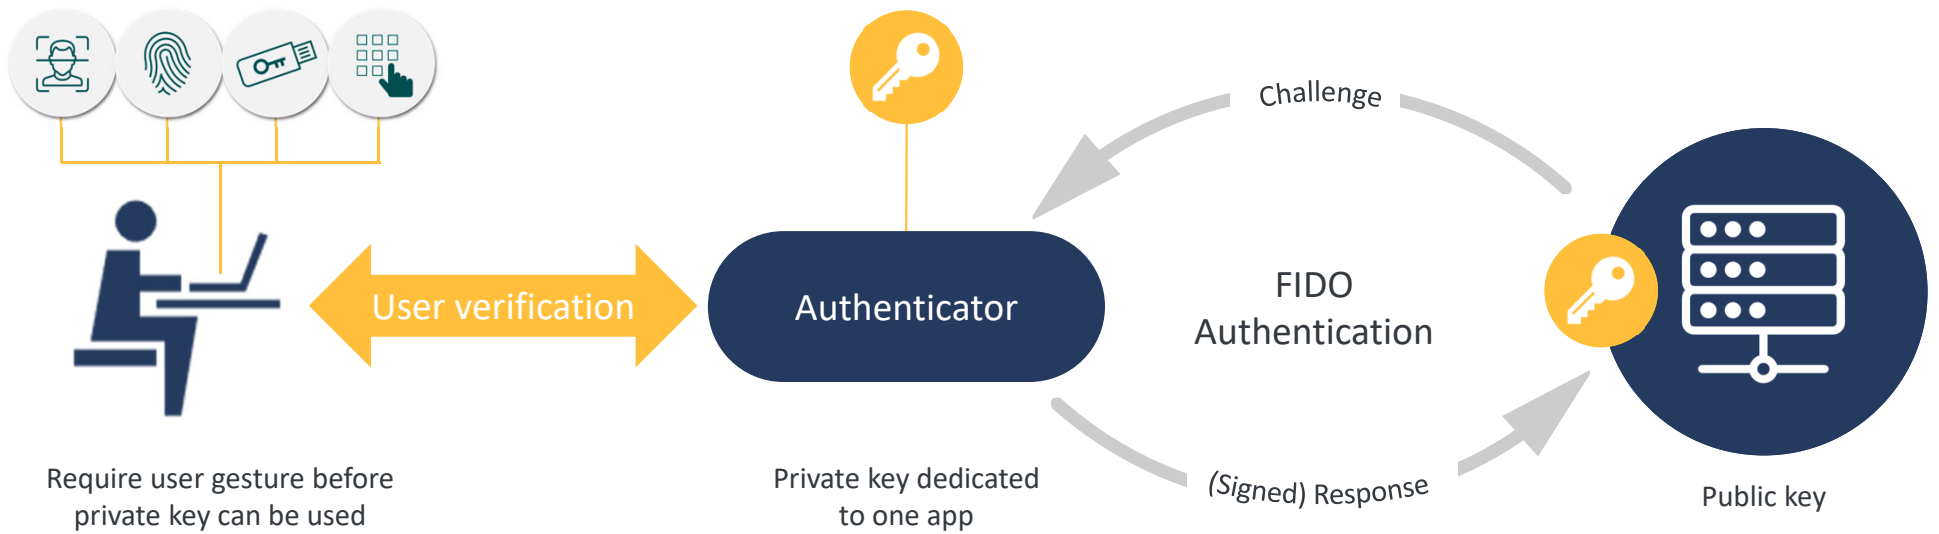 Challenge
User verification
Authenticator
FIDO
Authentication
(Signed) Response
Require user gesture before
private key can be used
Private key dedicated
to one app
Public key